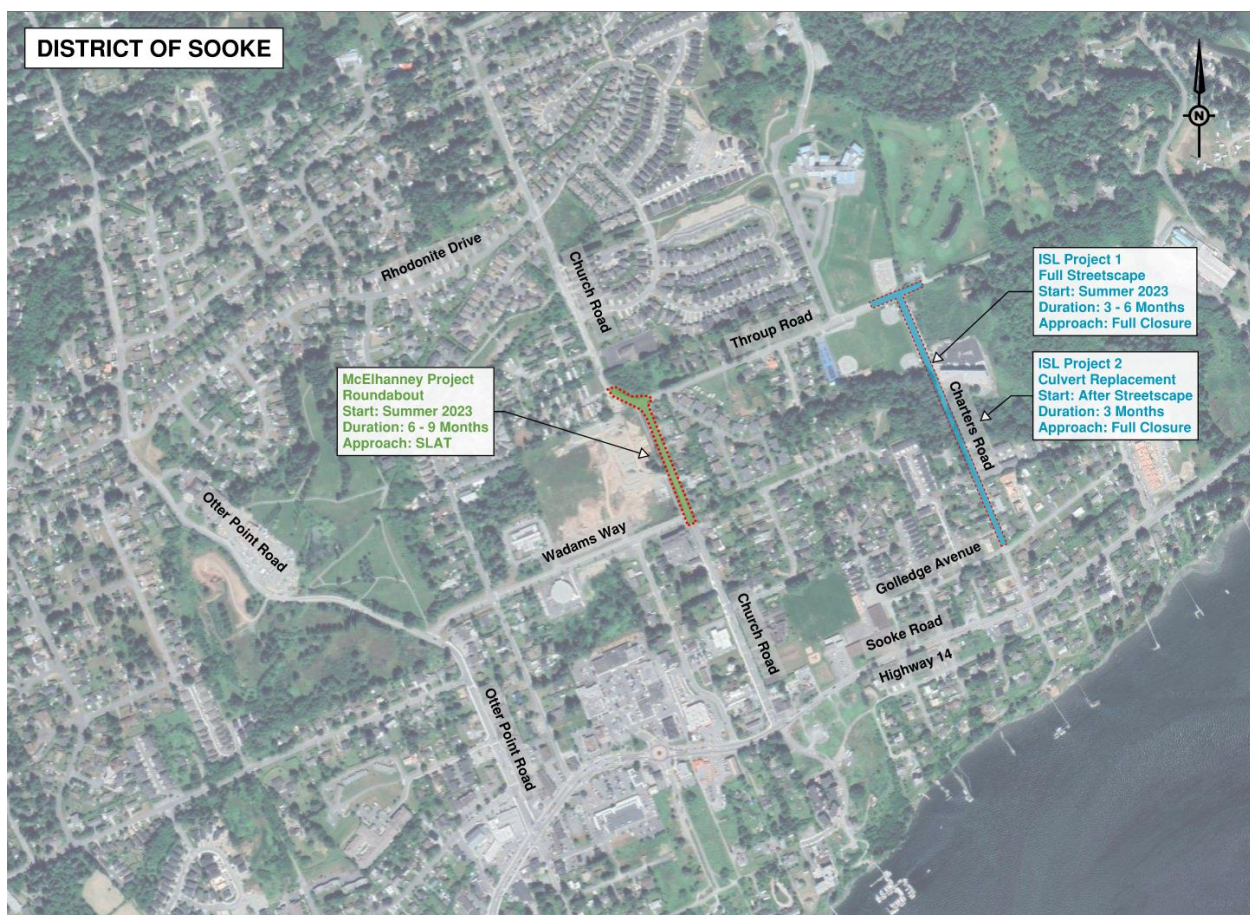 DISTRICT OF SOOKE
N
Rhodonite Drive
Church Road
ISL Project 1
Full Streetscape
Start: Summer 2023
Duration: 3 - 6 Months
Approach: Full Closure
Throup Road
McElhanney Project
Roundabout
Start: Summer 2023
Duration: 6 - 9 Months
Approach: SLAT
ISL Project 2
Culvert Replacement
Start: After Streetscape
Duration: 3 Months
Approach: Full Closure
Charters Road
Otter Point Road
Wadams Way
Golledge Avenue
Church Road
Sooke Road
Highway 14
Otter Point Road